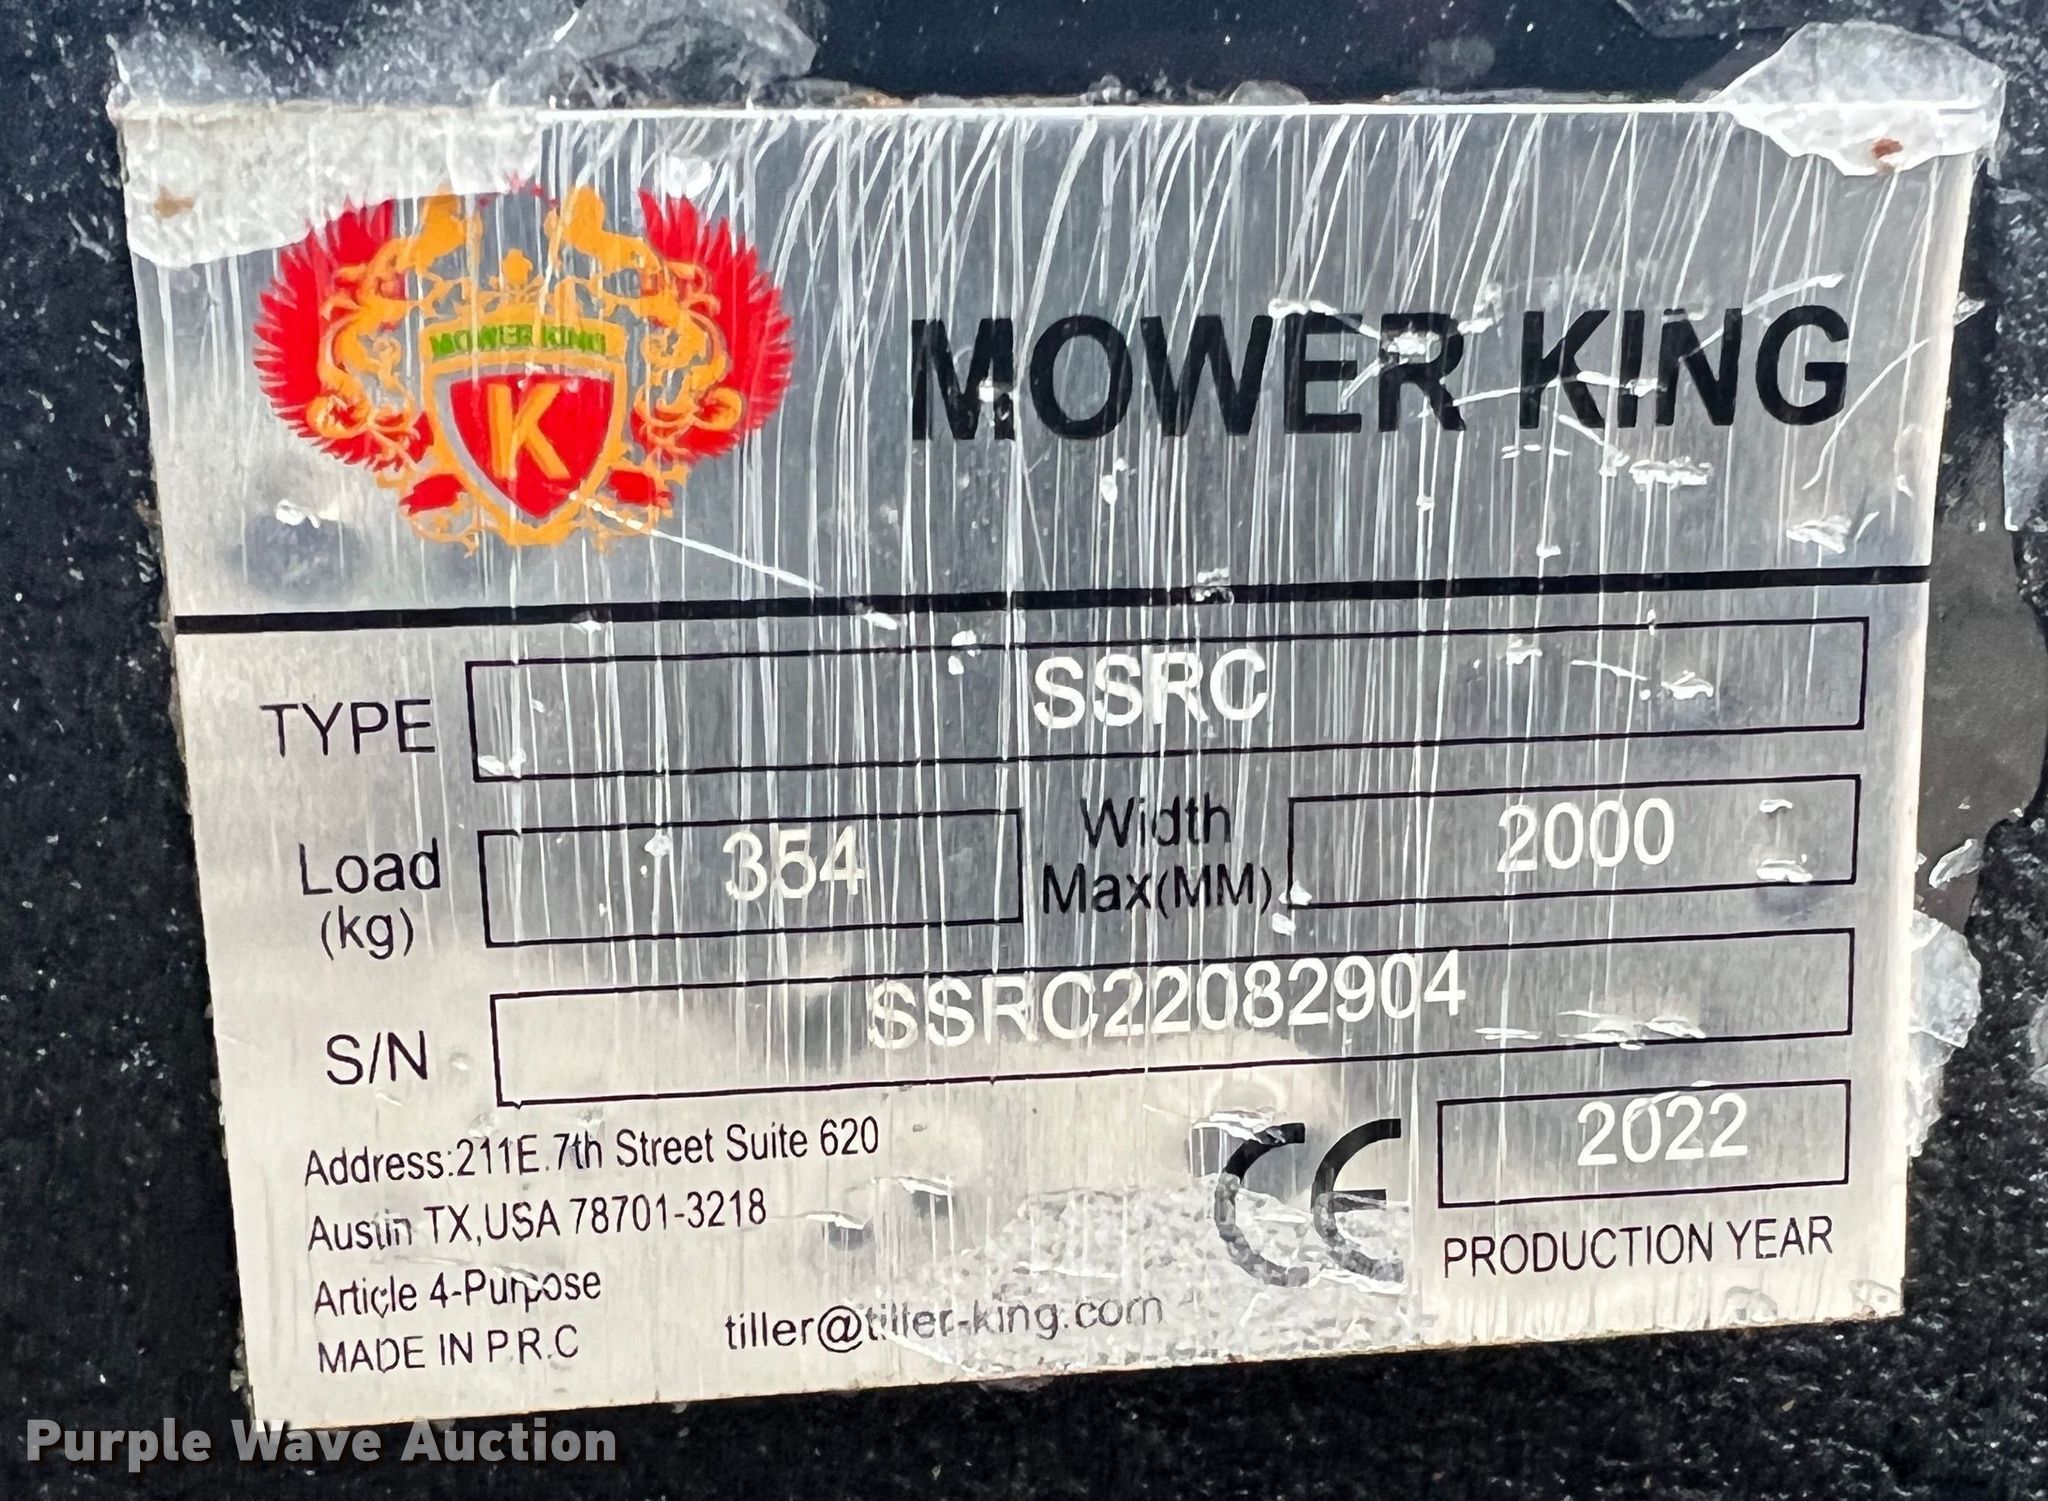 MOWER KING
K
MOWER KING
TYPE SSRC
Load (kg) 354 Width Max(MM) 2000
S/N SSRC22082904
Address:211E.7th Street Suite 620
Austin TX,USA 78701-3218
Article 4-Purpose
MADE IN P.R.C
tiller@tiller-king.com
CE
2022
PRODUCTION YEAR
Purple Wave Auction